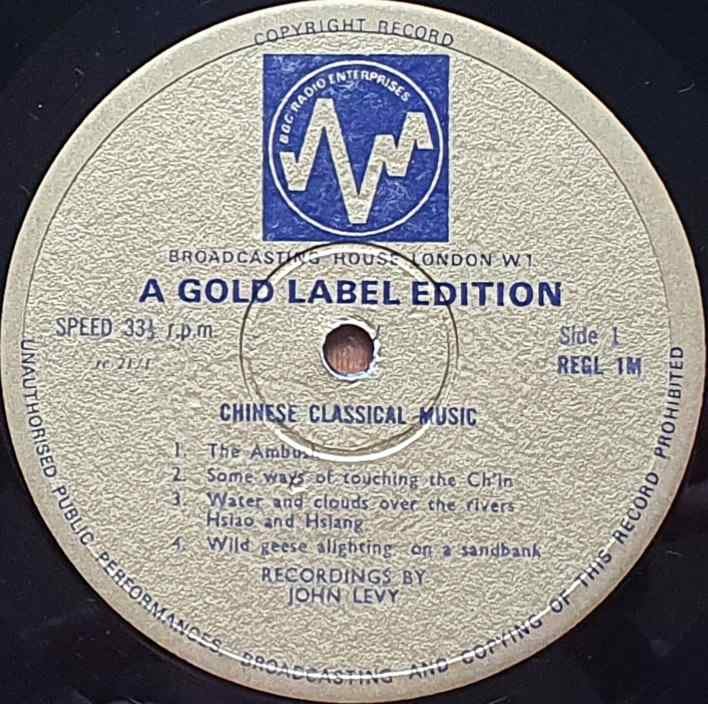 COPYRIGHT RECORD
BBC RADIO ENTERPRISES
BROADCASTING HOUSE LONDON W1.
A GOLD LABEL EDITION
SPEED 33⅓ r.p.m.
Side 1
REGL 1M
CHINESE CLASSICAL MUSIC
1. The Ambush
2. Some ways of touching the Ch'in
3. Water and clouds over the rivers
Hsiao and Hsiang
4. Wild geese alighting on a sandbank
RECORDINGS BY
JOHN LEVY
UNAUTHORISED PUBLIC PERFORMANCES, BROADCASTING AND COPYING OF THIS RECORD PROHIBITED